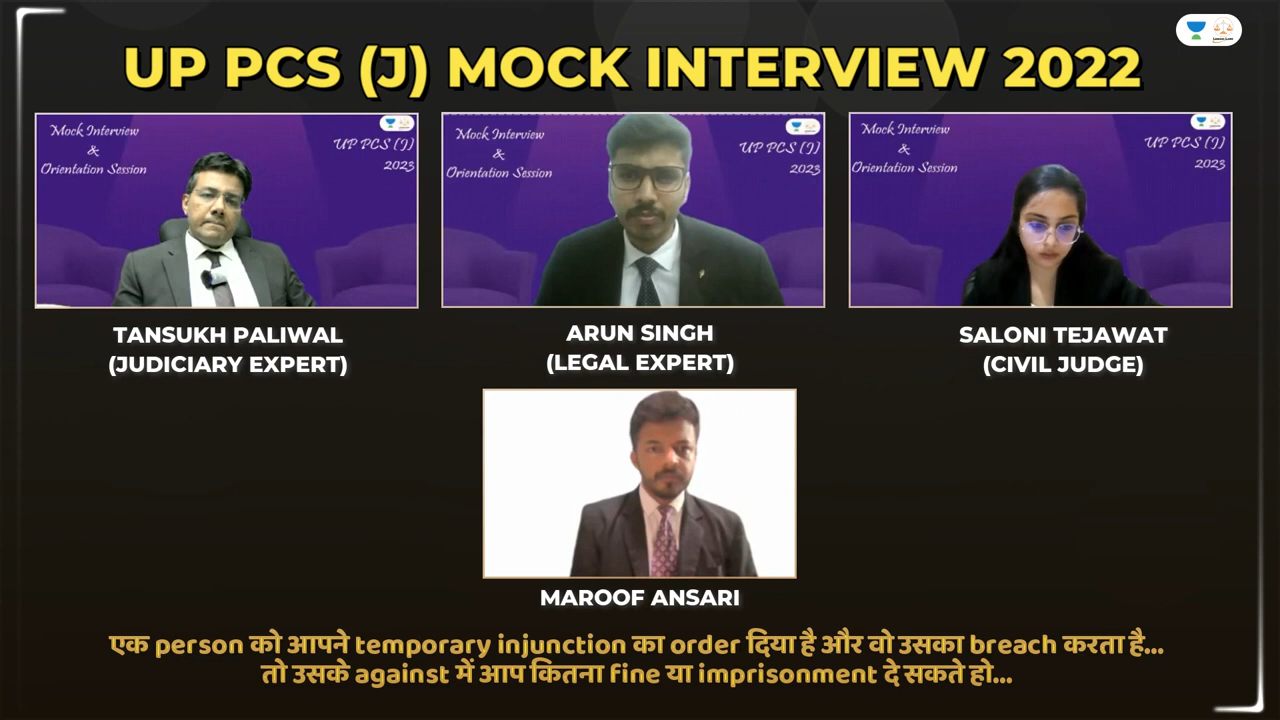 UP PCS (J) MOCK INTERVIEW 2022
Mock Interview
&
Orientation Session
UP PCS (J)
2023
Mock Interview
&
Orientation Session
UP PCS (J)
2023
Mock Interview
&
Orientation Session
UP PCS (J)
2023
TANSUKH PALIWAL
(JUDICIARY EXPERT)
ARUN SINGH
(LEGAL EXPERT)
SALONI TEJAWAT
(CIVIL JUDGE)
MAROOF ANSARI
एक person को आपने temporary injunction का order दिया है और वो उसका breach करता है...
तो उसके against में आप कितना fine या imprisonment दे सकते हो...